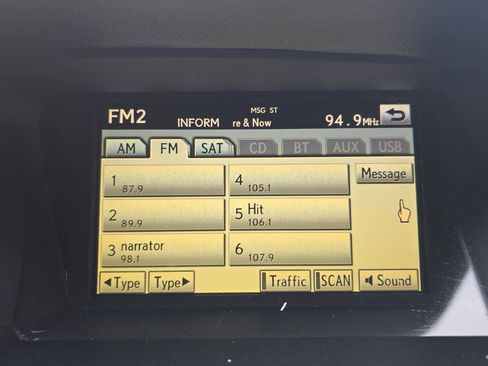 MSG ST
FM2 INFORM re & Now 94.9MHz
AM FM SAT CD BT AUX USB
1 87.9
4 105.1
Message
2 89.9
5 Hit 106.1
3 narrator 98.1
6 107.9
◄Type Type► Traffic SCAN Sound